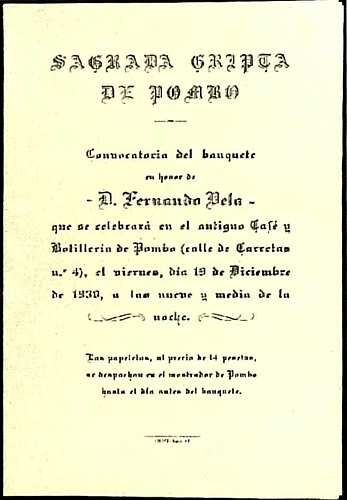 SAGRADA CRIPTA
DE POMBO
Convocatoria del banquete
en honor de
- D. Fernando Vela -
que se celebrará en el antiguo Café y
Botillería de Pombo (calle de Carretas
n.º 4), el viernes, día 19 de Diciembre
de 1930, a las nueve y media de la
noche.
Las papeletas, al precio de 14 pesetas,
se despachan en el mostrador de Pombo
hasta el día antes del banquete.